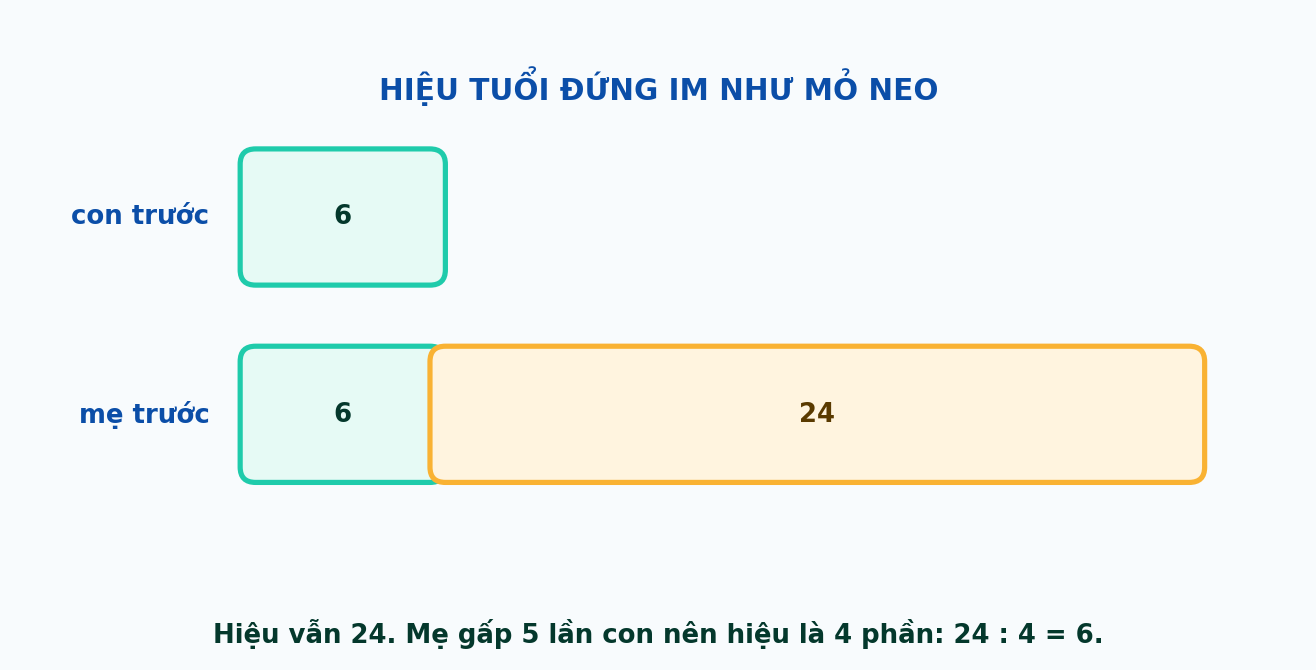 HIỆU TUỔI ĐỨNG IM NHƯ MỎ NEO
con trước
6
mẹ trước
6
24
Hiệu vẫn 24. Mẹ gấp 5 lần con nên hiệu là 4 phần: 24 : 4 = 6.